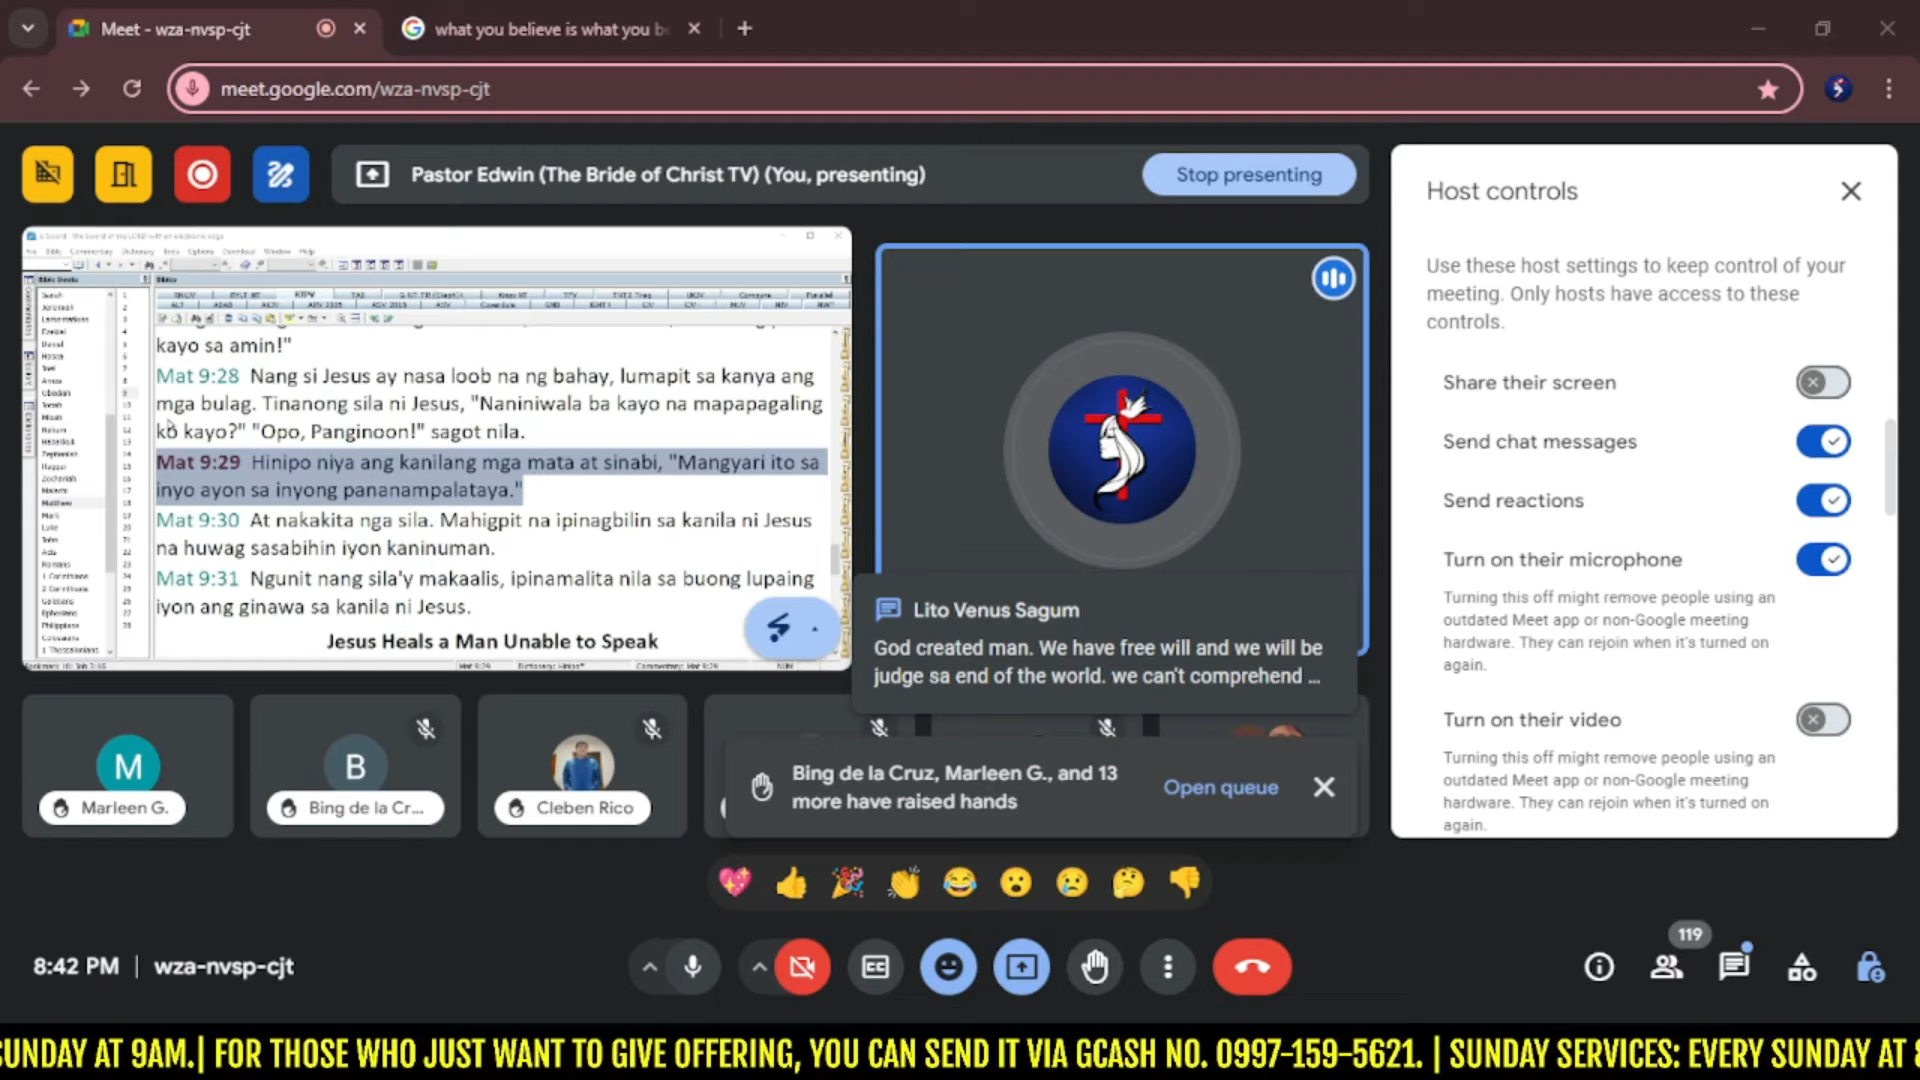 Meet - wza-nvsp-cjt
what you believe is what you be
meet.google.com/wza-nvsp-cjt
Pastor Edwin (The Bride of Christ TV) (You, presenting)
Stop presenting
kayo sa amin!"
Mat 9:28 Nang si Jesus ay nasa loob na ng bahay, lumapit sa kanya ang
mga bulag. Tinanong sila ni Jesus, "Naniniwala ba kayo na mapapagaling
ko kayo?" "Opo, Panginoon!" sagot nila.
Mat 9:29 Hinipo niya ang kanilang mga mata at sinabi, "Mangyari ito sa
inyo ayon sa inyong pananampalataya."
Mat 9:30 At nakakita nga sila. Mahigpit na ipinagbilin sa kanila ni Jesus
na huwag sasabihin iyon kaninuman.
Mat 9:31 Ngunit nang sila'y makaalis, ipinamalita nila sa buong lupaing
iyon ang ginawa sa kanila ni Jesus.
Jesus Heals a Man Unable to Speak
Lito Venus Sagum
God created man. We have free will and we will be
judge sa end of the world. we can't comprehend ...
M
Marleen G.
B
Bing de la Cr...
Cleben Rico
Bing de la Cruz, Marleen G., and 13
more have raised hands
Open queue
Host controls
Use these host settings to keep control of your
meeting. Only hosts have access to these
controls.
Share their screen
Send chat messages
Send reactions
Turn on their microphone
Turning this off might remove people using an
outdated Meet app or non-Google meeting
hardware. They can rejoin when it's turned on
again.
Turn on their video
Turning this off might remove people using an
outdated Meet app or non-Google meeting
hardware. They can rejoin when it's turned on
again.
8:42 PM | wza-nvsp-cjt
119
SUNDAY AT 9AM.| FOR THOSE WHO JUST WANT TO GIVE OFFERING, YOU CAN SEND IT VIA GCASH NO. 0997-159-5621. | SUNDAY SERVICES: EVERY SUNDAY AT